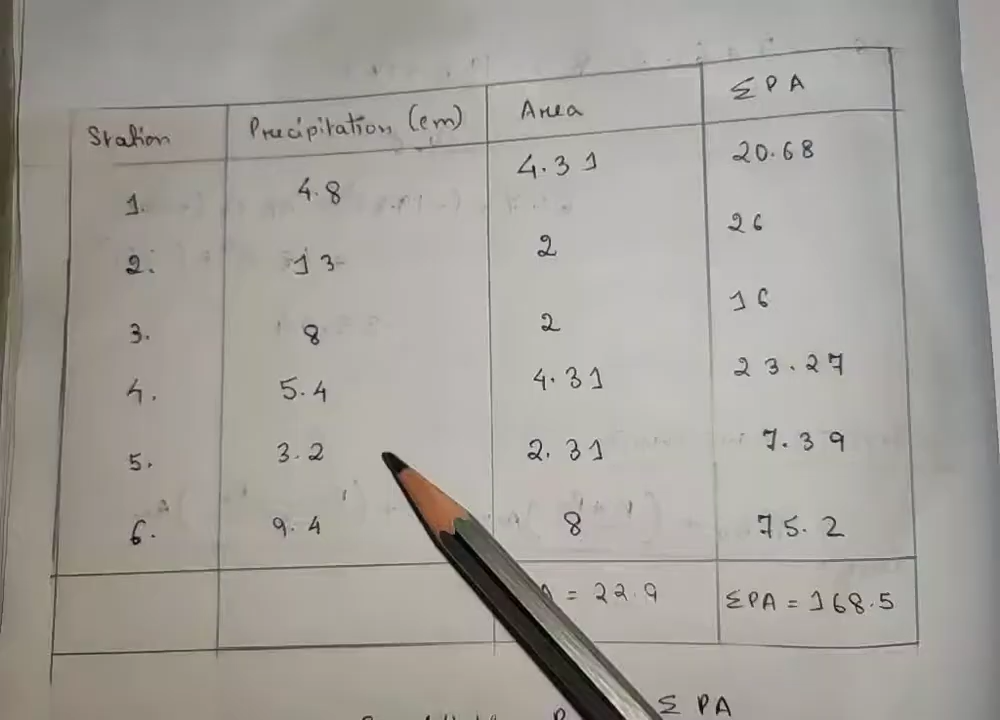 Station Precipitation (cm) Area ΣPA
1. 4.8 4.31 20.68
2. 13 2 26
3. 8 2 16
4. 5.4 4.31 23.27
5. 3.2 2.31 7.39
6. 9.4 8 75.2
A = 22.9 ΣPA = 168.5
P ΣPA